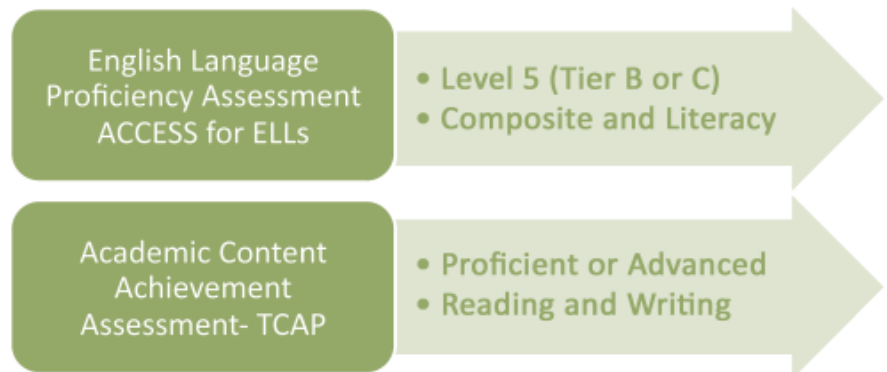 English Language
Proficiency Assessment
ACCESS for ELLs
• Level 5 (Tier B or C)
• Composite and Literacy
Academic Content
Achievement
Assessment- TCAP
• Proficient or Advanced
• Reading and Writing